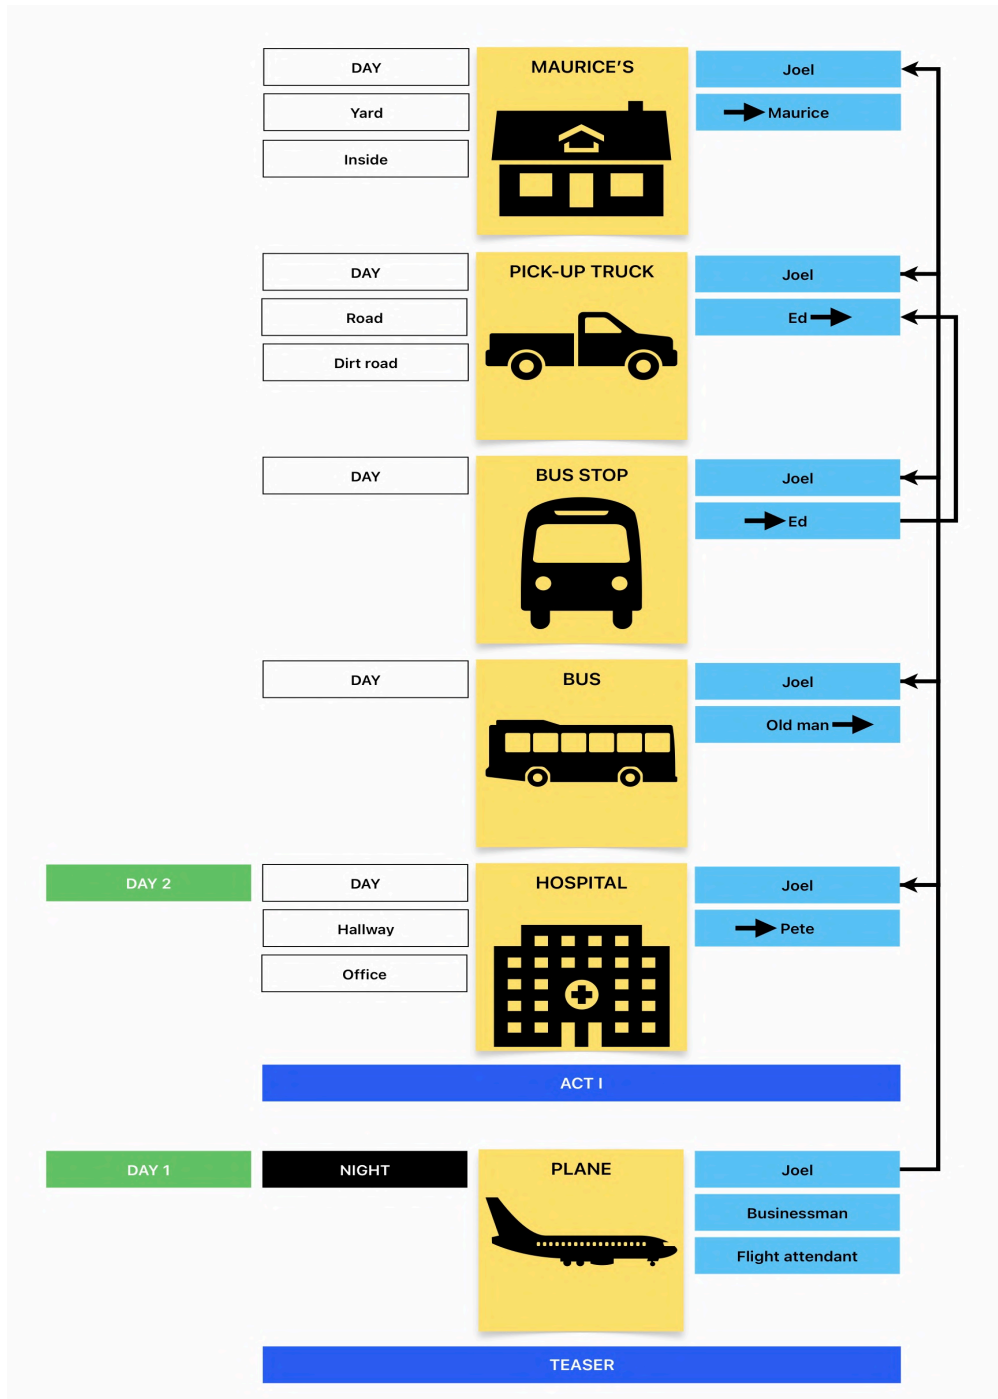 DAY
Yard
Inside
MAURICE’S
Joel
Maurice
DAY
Road
Dirt road
PICK-UP TRUCK
Joel
Ed
DAY
BUS STOP
Joel
Ed
DAY
BUS
Joel
Old man
DAY 2
DAY
Hallway
Office
HOSPITAL
Joel
Pete
ACT I
DAY 1
NIGHT
PLANE
Joel
Businessman
Flight attendant
TEASER